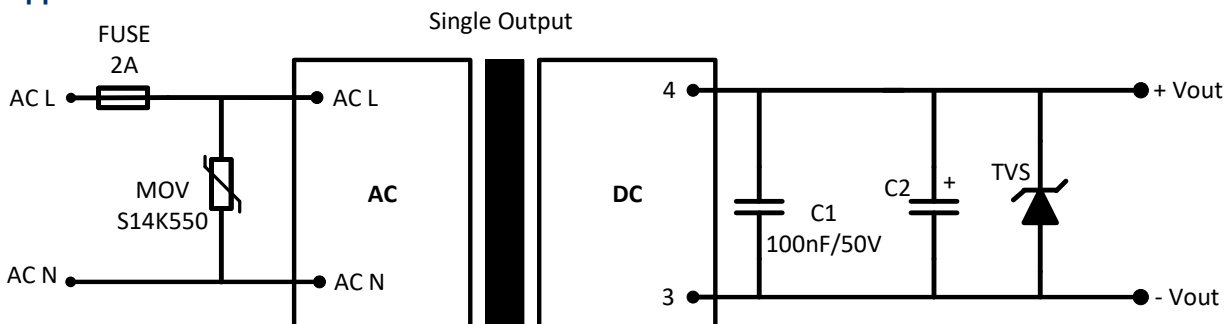 Single Output
FUSE
2A
AC L
AC L
4
+ Vout
MOV
S14K550
AC
DC
C1
100nF/50V
C2
+
TVS
AC N
AC N
3
- Vout